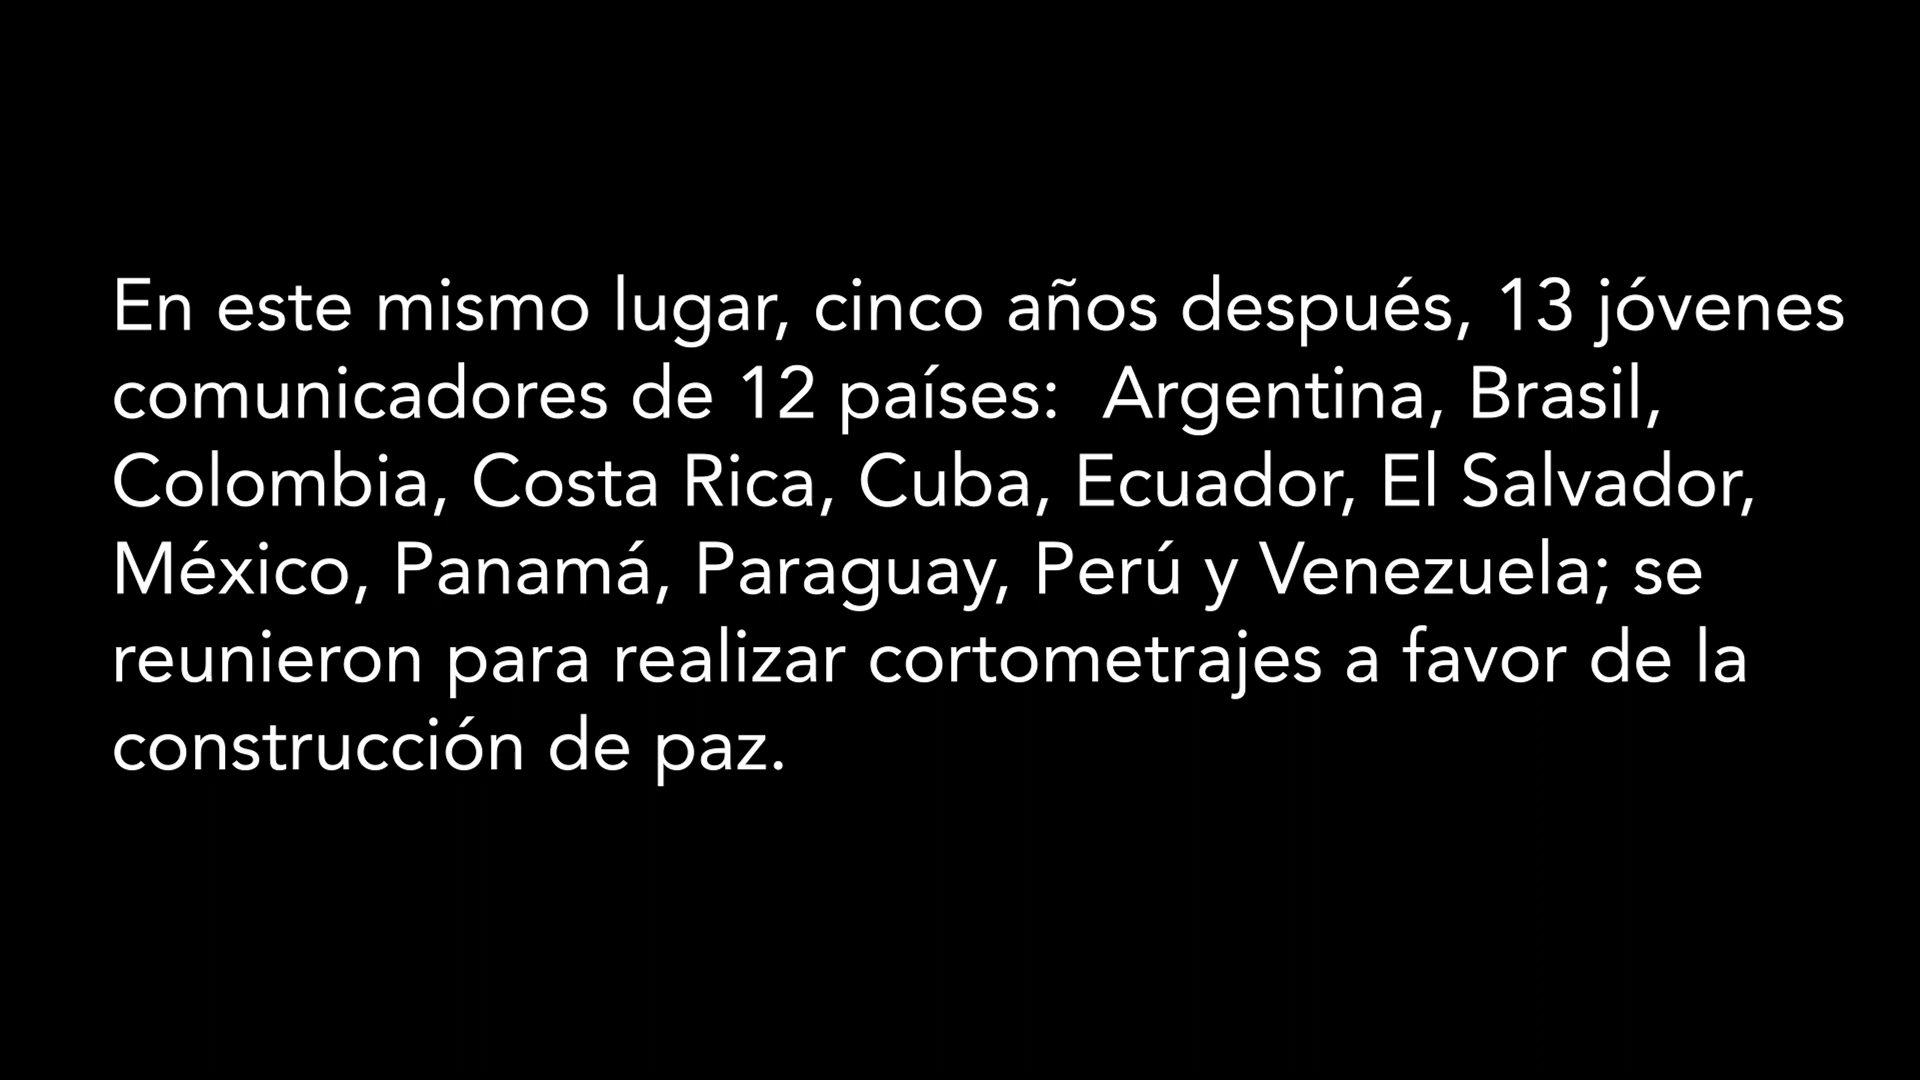 En este mismo lugar, cinco años después, 13 jóvenes
comunicadores de 12 países:  Argentina, Brasil,
Colombia, Costa Rica, Cuba, Ecuador, El Salvador,
México, Panamá, Paraguay, Perú y Venezuela; se
reunieron para realizar cortometrajes a favor de la
construcción de paz.